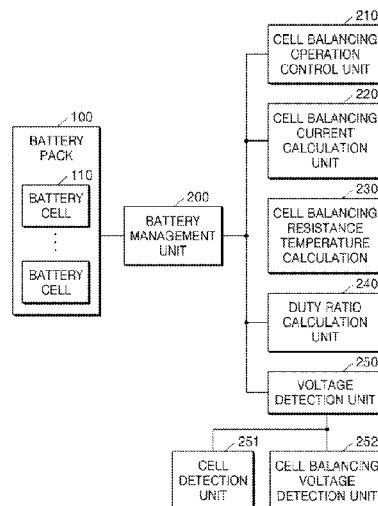 210
CELL BALANCING
OPERATION
CONTROL UNIT
220
CELL BALANCING
CURRENT
CALCULATION
UNIT
100
BATTERY
PACK
110
BATTERY
CELL
BATTERY
CELL
200
BATTERY
MANAGEMENT
UNIT
230
CELL BALANCING
RESISTANCE
TEMPERATURE
CALCULATION
240
DUTY RATIO
CALCULATION
UNIT
250
VOLTAGE
DETECTION UNIT
251
CELL
DETECTION
UNIT
252
CELL BALANCING
VOLTAGE
DETECTION UNIT